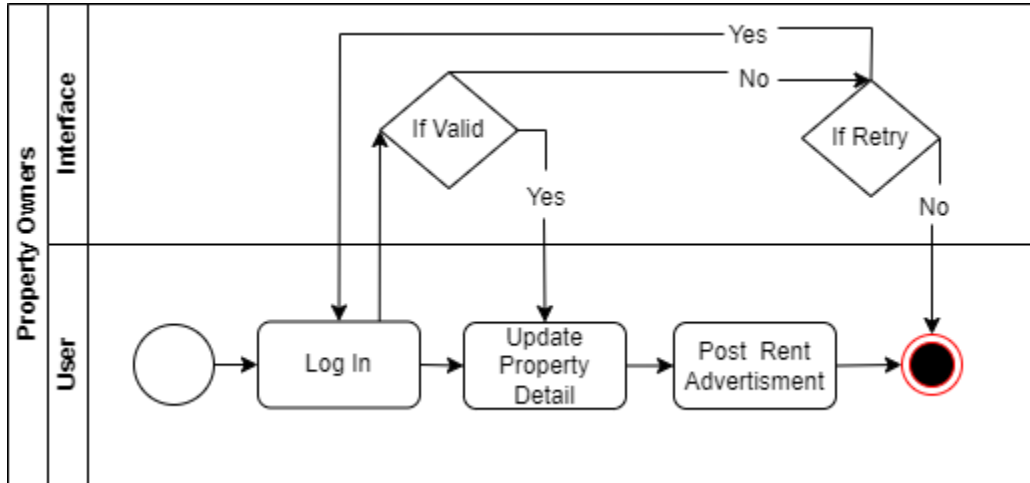 Property Owners
Interface
User
Yes
No
If Valid
If Retry
Yes
No
Log In
Update
Property
Detail
Post Rent
Advertisment